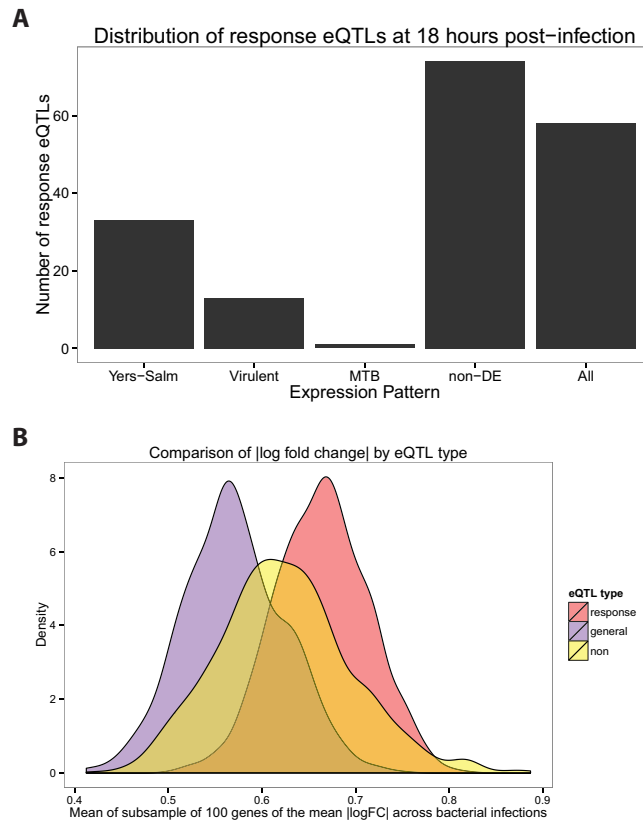 A
Distribution of response eQTLs at 18 hours post-infection
Number of response eQTLs
60
40
20
0
Yers-Salm Virulent MTB non-DE All
Expression Pattern
B
Comparison of |log fold change| by eQTL type
Density
8
6
4
2
0
0.4 0.5 0.6 0.7 0.8 0.9
Mean of subsample of 100 genes of the mean |logFC| across bacterial infections
eQTL type
response
general
non